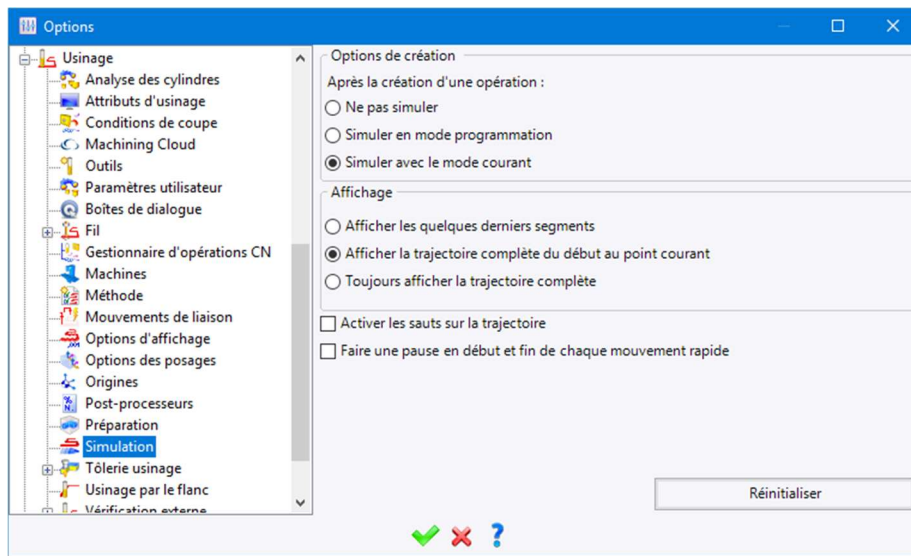 Options
Usinage
Analyse des cylindres
Attributs d'usinage
Conditions de coupe
Machining Cloud
Outils
Paramètres utilisateur
Boîtes de dialogue
Fil
Gestionnaire d'opérations CN
Machines
Méthode
Mouvements de liaison
Options d'affichage
Options des posages
Origines
Post-processeurs
Préparation
Simulation
Tôlerie usinage
Usinage par le flanc
Vérification externe
Options de création
Après la création d'une opération :
Ne pas simuler
Simuler en mode programmation
Simuler avec le mode courant
Affichage
Afficher les quelques derniers segments
Afficher la trajectoire complète du début au point courant
Toujours afficher la trajectoire complète
Activer les sauts sur la trajectoire
Faire une pause en début et fin de chaque mouvement rapide
Réinitialiser